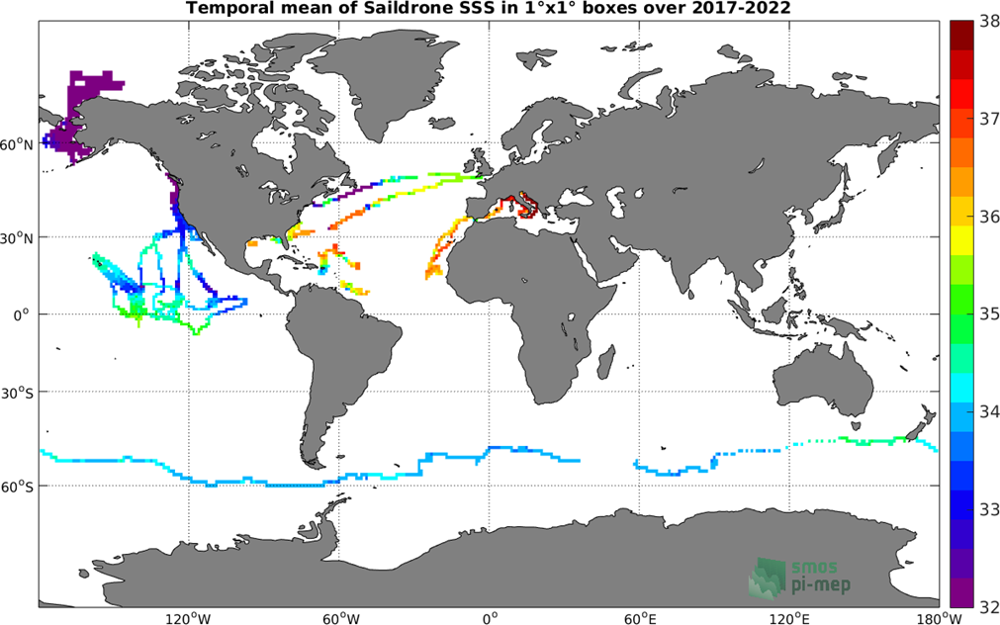 Temporal mean of Saildrone SSS in 1°x1° boxes over 2017-2022
60°N
30°N
0°
30°S
60°S
120°W
60°W
0°
60°E
120°E
180°W
38
37
36
35
34
33
32
smos
pi-mep